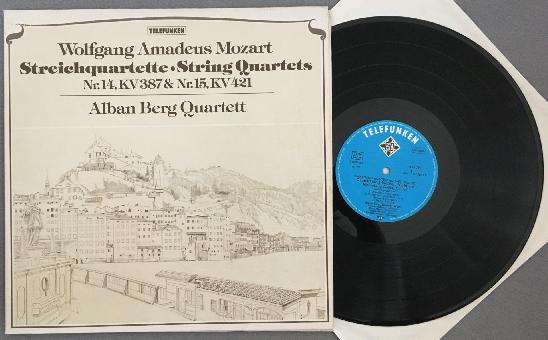 TELEFUNKEN
Wolfgang Amadeus Mozart
Streichquartette • String Quartets
Nr. 14, KV 387 & Nr. 15, KV 421
Alban Berg Quartett
TELEFUNKEN